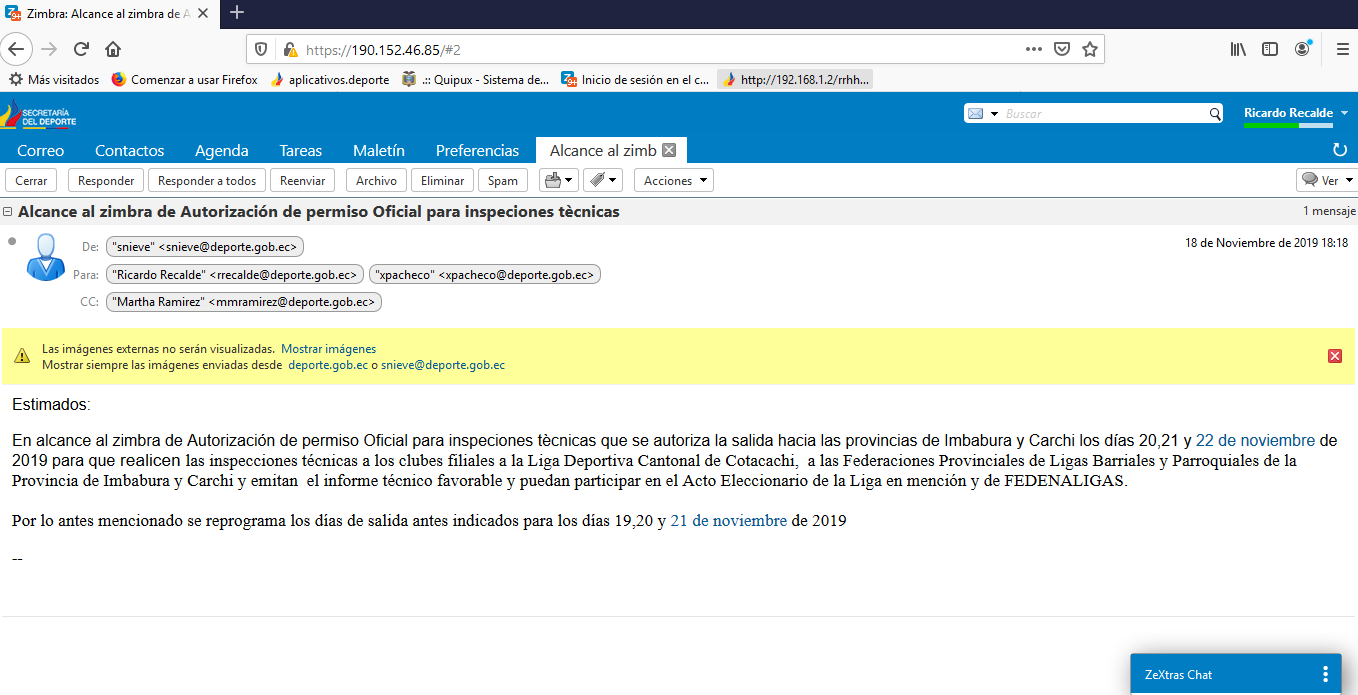 Zimbra: Alcance al zimbra de A
https://190.152.46.85/#2
Más visitados Comenzar a usar Firefox aplicativos.deporte .:: Quipux - Sistema de... Inicio de sesión en el c... http://192.168.1.2/rrhh...
SECRETARÍA
DEL DEPORTE
Buscar
Ricardo Recalde
Correo Contactos Agenda Tareas Maletín Preferencias Alcance al zimb
Cerrar Responder Responder a todos Reenviar Archivo Eliminar Spam Acciones Ver
Alcance al zimbra de Autorización de permiso Oficial para inspeciones tècnicas 1 mensaje
De: "snieve" <snieve@deporte.gob.ec> 18 de Noviembre de 2019 18:18
Para: "Ricardo Recalde" <rrecalde@deporte.gob.ec> "xpacheco" <xpacheco@deporte.gob.ec>
CC: "Martha Ramirez" <mmramirez@deporte.gob.ec>
Las imágenes externas no serán visualizadas. Mostrar imágenes
Mostrar siempre las imágenes enviadas desde deporte.gob.ec o snieve@deporte.gob.ec
Estimados:
En alcance al zimbra de Autorización de permiso Oficial para inspeciones tècnicas que se autoriza la salida hacia las provincias de Imbabura y Carchi los días 20,21 y 22 de noviembre de
2019 para que realicen las inspecciones técnicas a los clubes filiales a la Liga Deportiva Cantonal de Cotacachi, a las Federaciones Provinciales de Ligas Barriales y Parroquiales de la
Provincia de Imbabura y Carchi y emitan el informe técnico favorable y puedan participar en el Acto Eleccionario de la Liga en mención y de FEDENALIGAS.
Por lo antes mencionado se reprograma los días de salida antes indicados para los días 19,20 y 21 de noviembre de 2019
--
ZeXtras Chat